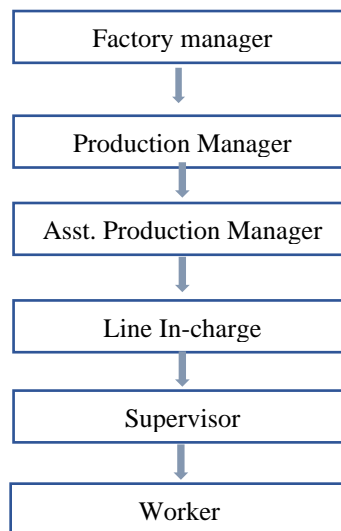 Factory manager
Production Manager
Asst. Production Manager
Line In-charge
Supervisor
Worker